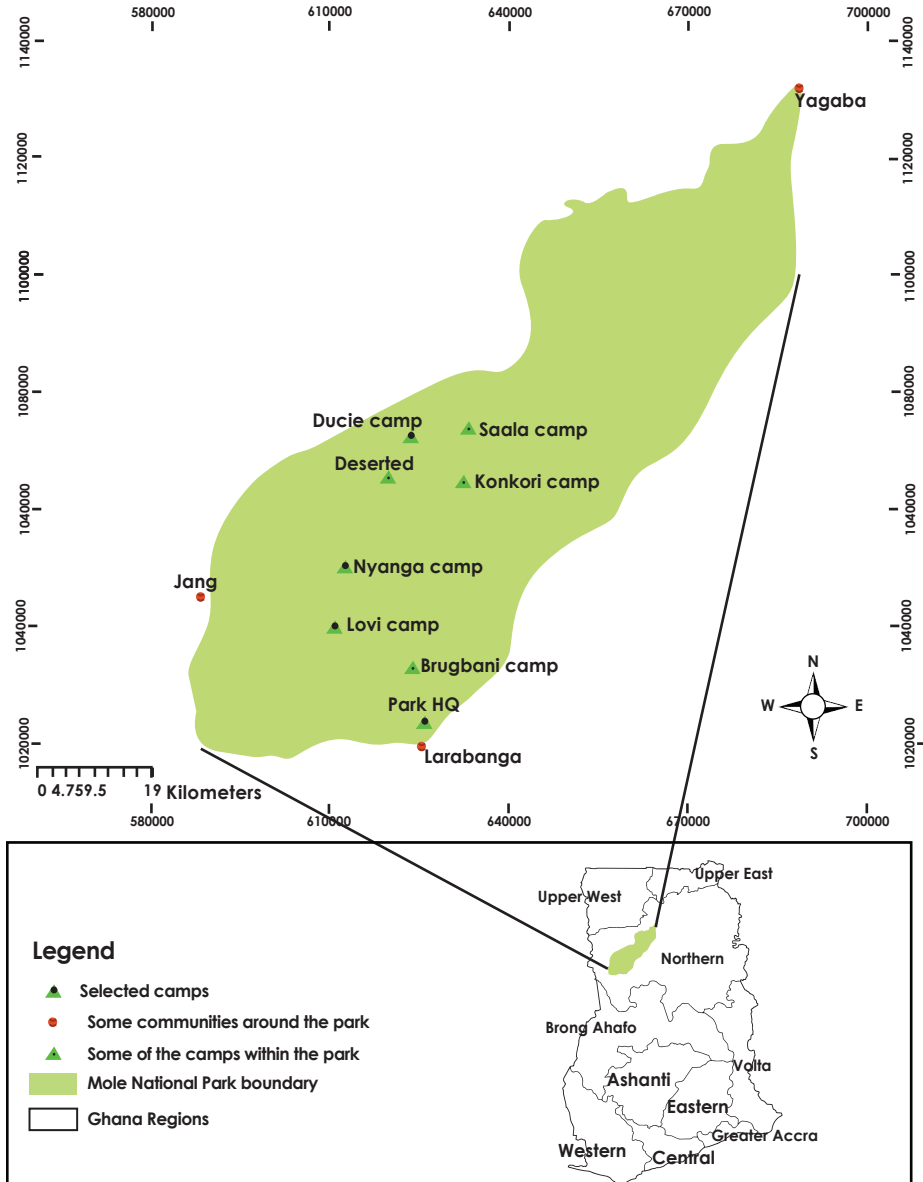 580000 610000 640000 670000 700000
1140000 1140000
Yagaba
1120000 1120000
1100000 1100000
1080000 1080000
Ducie camp
Saala camp
Deserted
Konkori camp
1040000 1040000
Nyanga camp
Jang
Lovi camp
1040000 1040000
Brugbani camp
N
W E
S
Park HQ
1020000 1020000
Larabanga
0 4.759.5 19 Kilometers
580000 610000 640000 670000 700000
Upper East
Upper West
Northern
Brong Ahafo
Volta
Ashanti
Eastern
Greater Accra
Western
Central
Legend
Selected camps
Some communities around the park
Some of the camps within the park
Mole National Park boundary
Ghana Regions